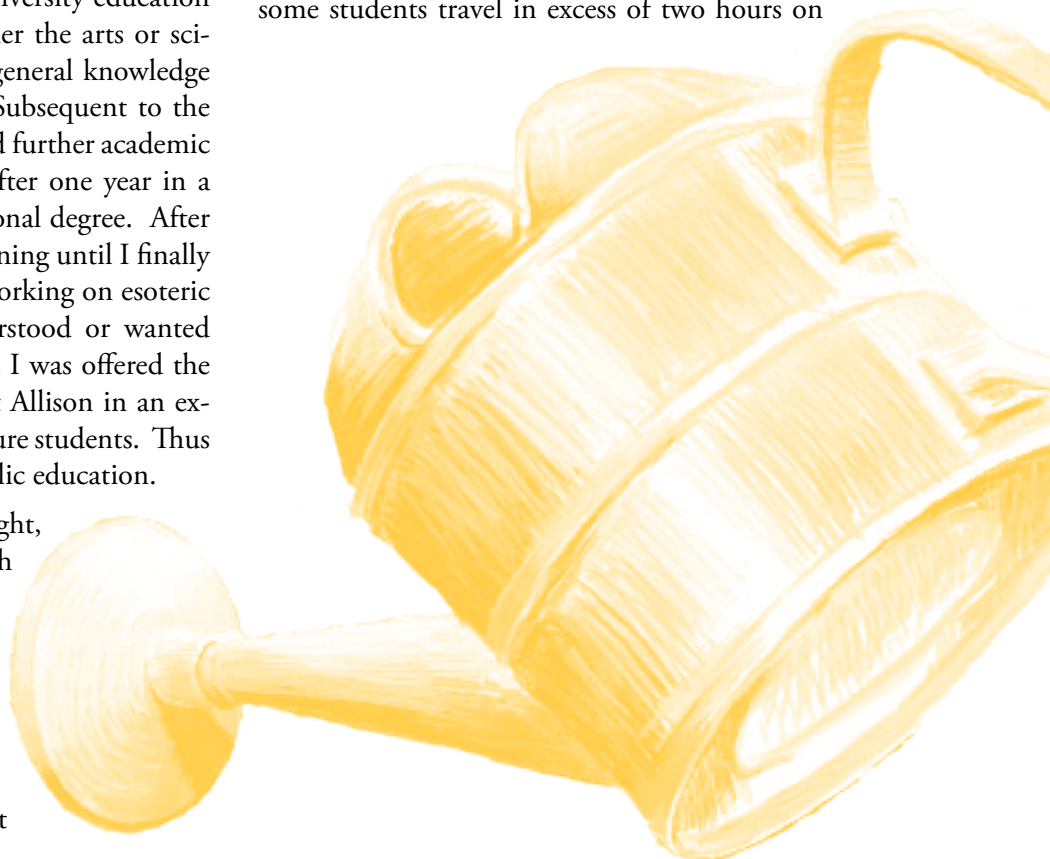 iversity education
er the arts or sci-
general knowledge
Subsequent to the
d further academic
fter one year in a
onal degree. After
ning until I finally
orking on esoteric
rstood or wanted
I was offered the
t Allison in an ex-
ure students. Thus
lic education.
ght,
h
t
some students travel in excess of two hours on